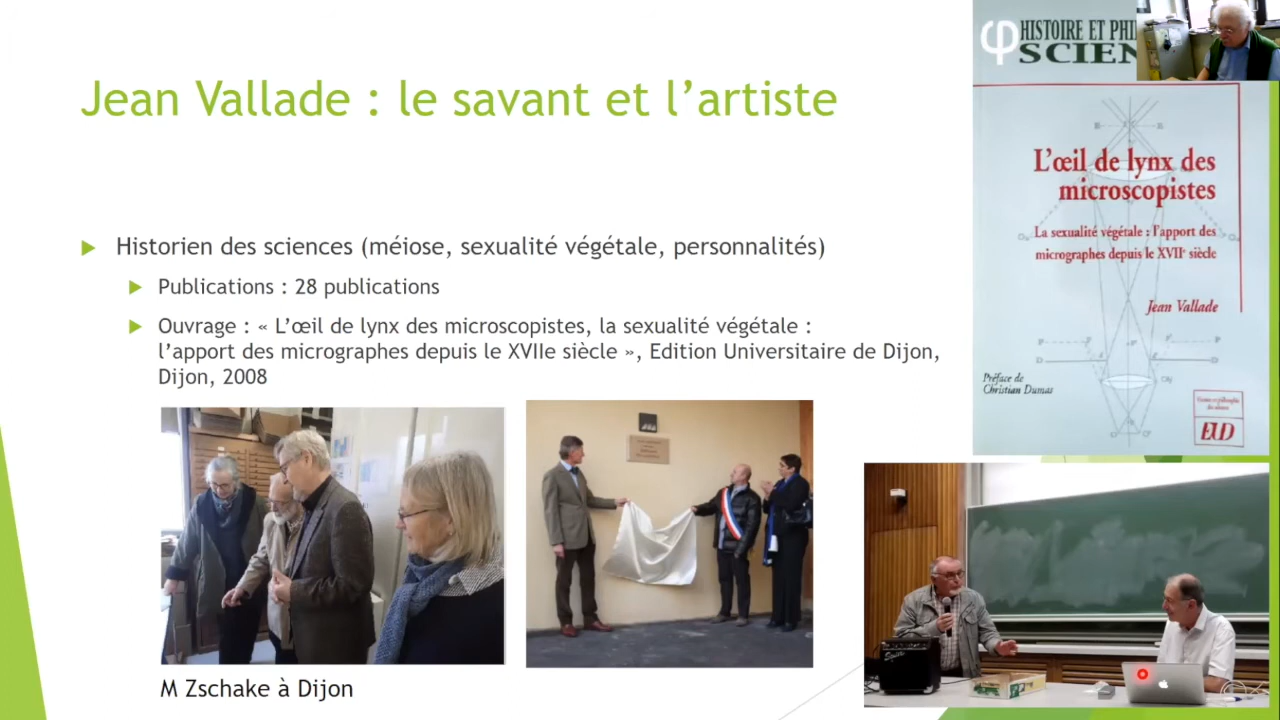 Jean Vallade : le savant et l’artiste
Historien des sciences (méiose, sexualité végétale, personnalités)
Publications : 28 publications
Ouvrage : « L’œil de lynx des microscopistes, la sexualité végétale :
l’apport des micrographes depuis le XVIIe siècle », Edition Universitaire de Dijon,
Dijon, 2008
M Zschake à Dijon
φ HISTOIRE ET PHI
SCIEN
L’œil de lynx des
microscopistes
La sexualité végétale : l’apport des
micrographes depuis le XVIIe siècle
Jean Vallade
Préface de
Christian Dumas
EUD
Squier